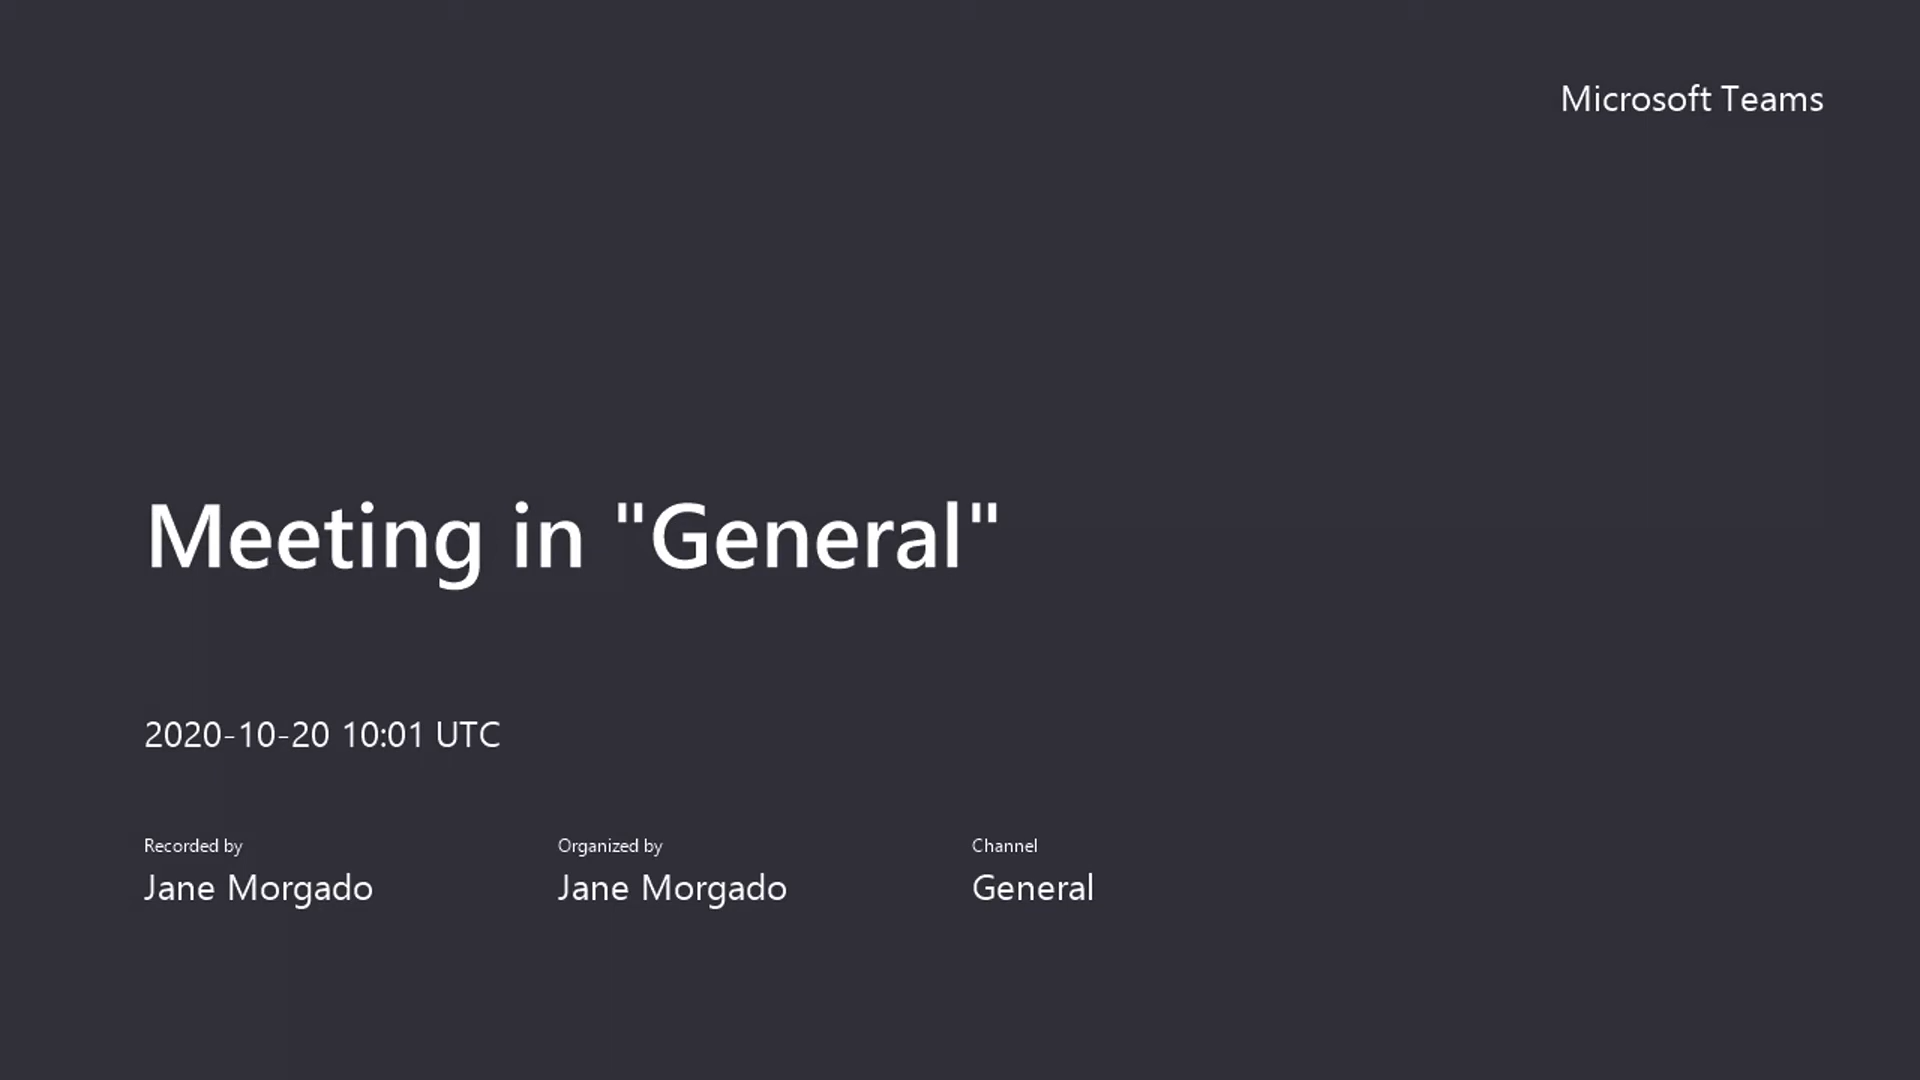 Microsoft Teams
Meeting in "General"
2020-10-20 10:01 UTC
Recorded by
Jane Morgado
Organized by
Jane Morgado
Channel
General